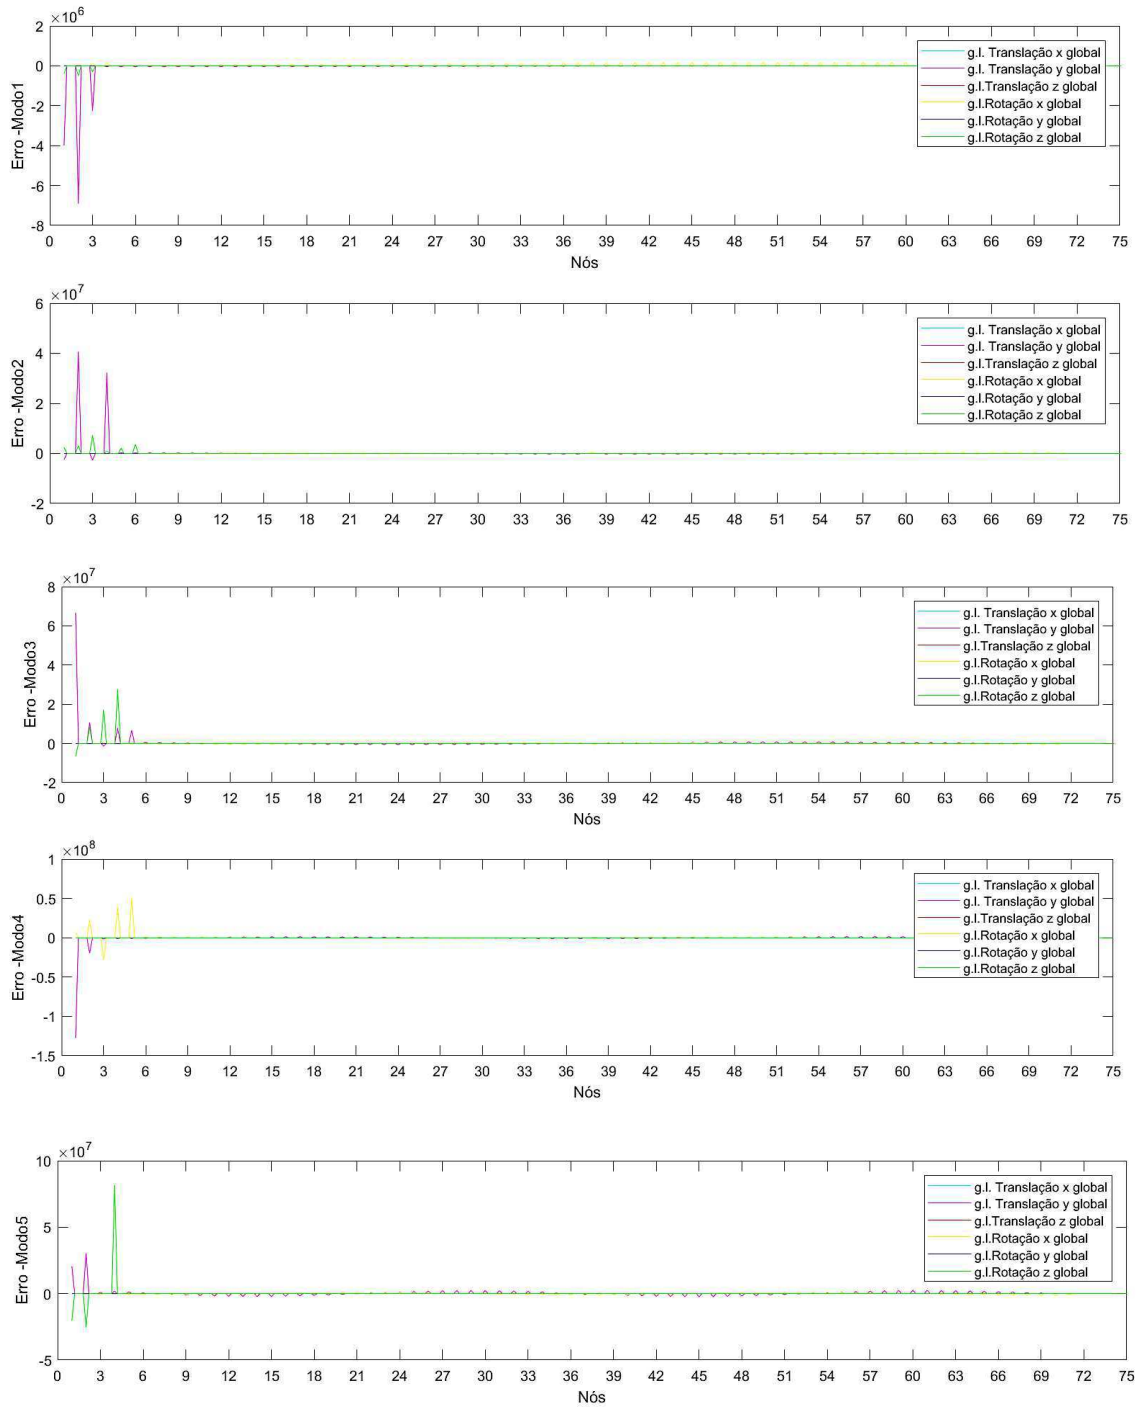 ×10^6
2
0
-2
-4
-6
-8
Erro -Modo1
g.l. Translação x global
g.l. Translação y global
g.l.Translação z global
g.l.Rotação x global
g.l.Rotação y global
g.l.Rotação z global
0 3 6 9 12 15 18 21 24 27 30 33 36 39 42 45 48 51 54 57 60 63 66 69 72 75
Nós
×10^7
6
4
2
0
-2
Erro -Modo2
g.l. Translação x global
g.l. Translação y global
g.l.Translação z global
g.l.Rotação x global
g.l.Rotação y global
g.l.Rotação z global
0 3 6 9 12 15 18 21 24 27 30 33 36 39 42 45 48 51 54 57 60 63 66 69 72 75
×10^7
8
6
4
2
0
-2
Erro -Modo3
g.l. Translação x global
g.l. Translação y global
g.l.Translação z global
g.l.Rotação x global
g.l.Rotação y global
g.l.Rotação z global
0 3 6 9 12 15 18 21 24 27 30 33 36 39 42 45 48 51 54 57 60 63 66 69 72 75
Nós
×10^8
1
0.5
0
-0.5
-1
-1.5
Erro -Modo4
g.l. Translação x global
g.l. Translação y global
g.l.Translação z global
g.l.Rotação x global
g.l.Rotação y global
g.l.Rotação z global
0 3 6 9 12 15 18 21 24 27 30 33 36 39 42 45 48 51 54 57 60 63 66 69 72 75
Nós
×10^7
10
5
0
-5
Erro -Modo5
g.l. Translação x global
g.l. Translação y global
g.l.Translação z global
g.l.Rotação x global
g.l.Rotação y global
g.l.Rotação z global
0 3 6 9 12 15 18 21 24 27 30 33 36 39 42 45 48 51 54 57 60 63 66 69 72 75
Nós